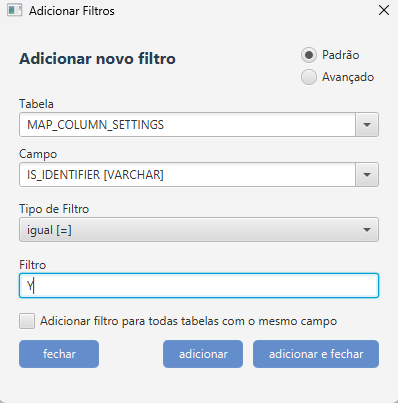 Adicionar Filtros
Adicionar novo filtro
Padrão
Avançado
Tabela
MAP_COLUMN_SETTINGS
Campo
IS_IDENTIFIER [VARCHAR]
Tipo de Filtro
igual [=]
Filtro
Y
Adicionar filtro para todas tabelas com o mesmo campo
fechar adicionar adicionar e fechar